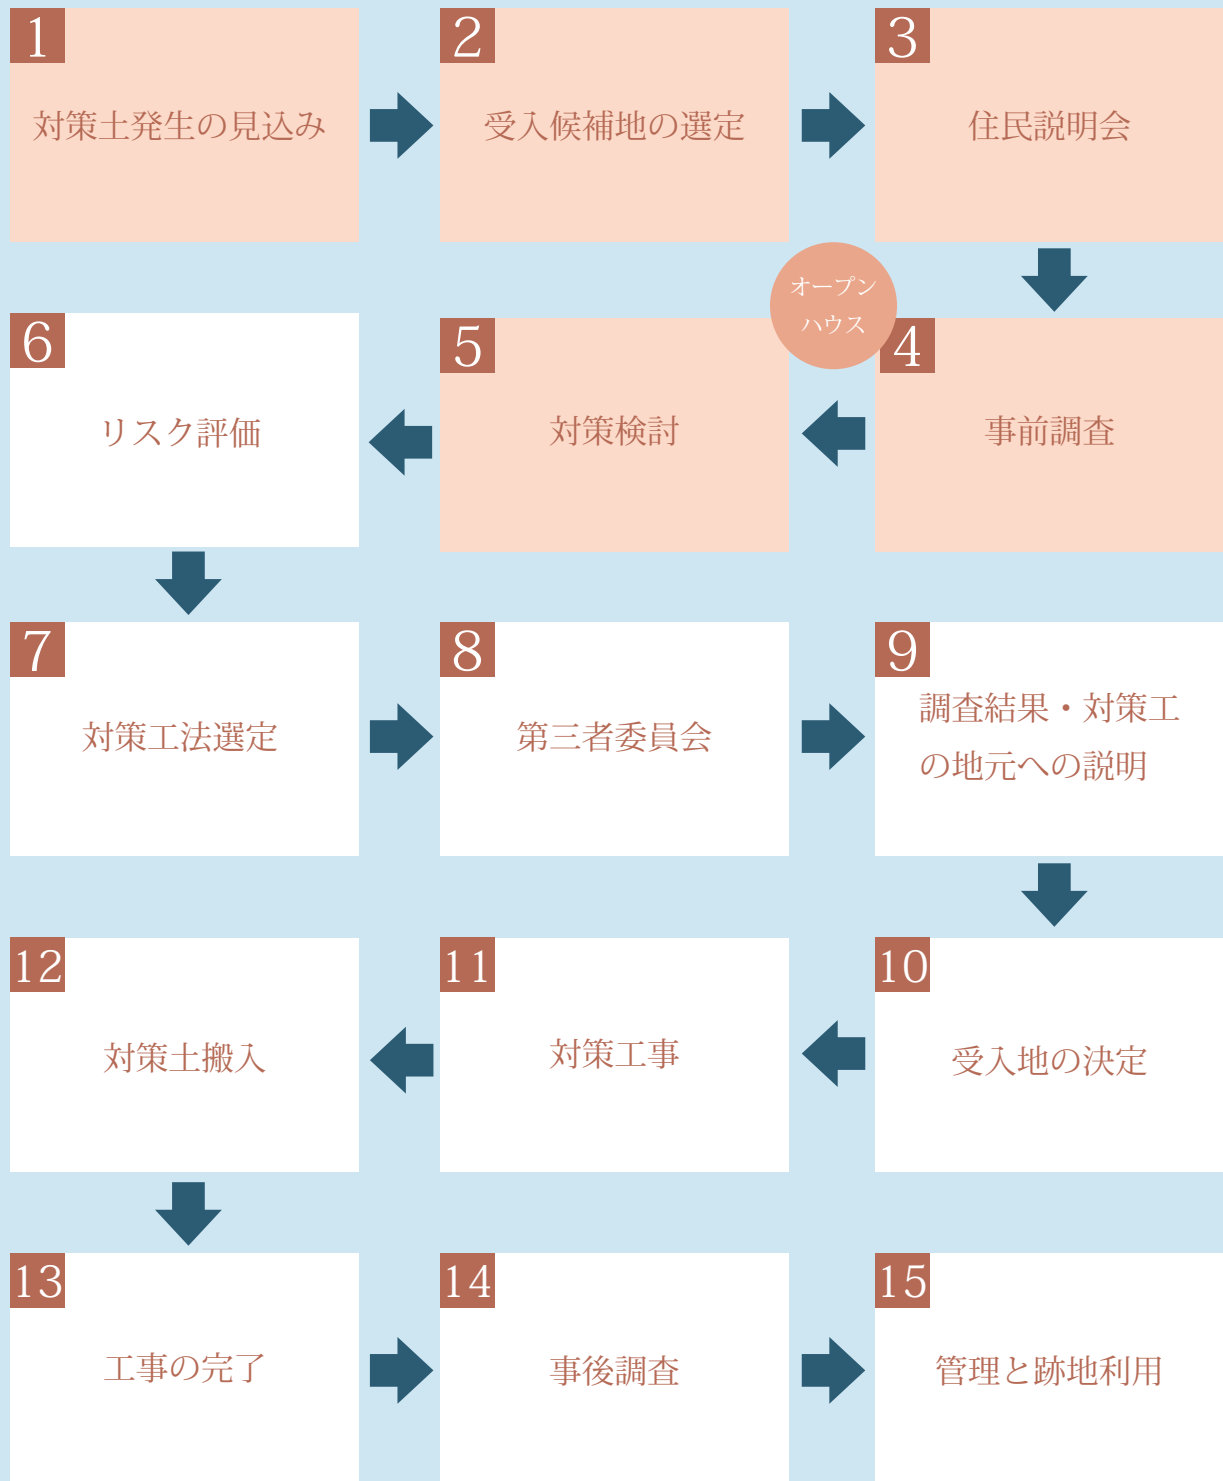 1
対策土発生の見込み
2
受入候補地の選定
3
住民説明会
オープン
ハウス
4
事前調査
5
対策検討
6
リスク評価
7
対策工法選定
8
第三者委員会
9
調査結果・対策工
の地元への説明
10
受入地の決定
11
対策工事
12
対策土搬入
13
工事の完了
14
事後調査
15
管理と跡地利用